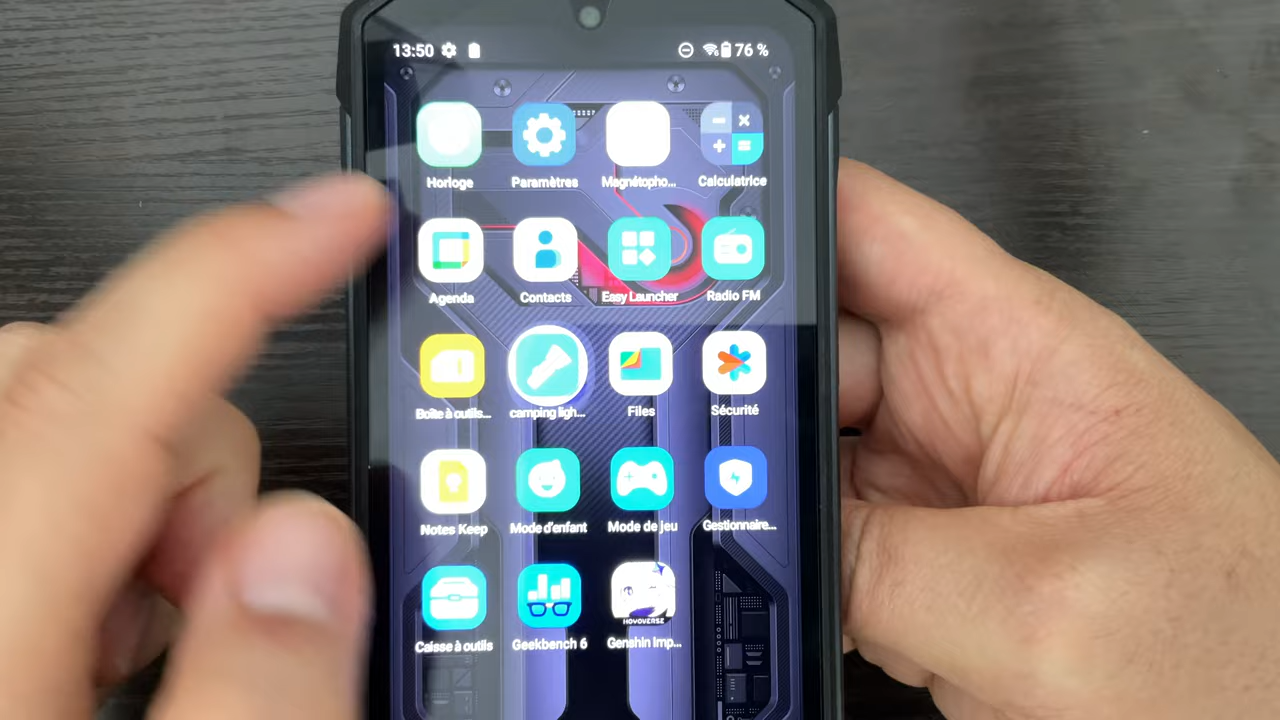 13:50 76 %
Horloge Paramètres Magnétopho... Calculatrice
Agenda Contacts Easy Launcher Radio FM
Boîte à outils... camping ligh... Files Sécurité
Notes Keep Mode d'enfant Mode de jeu Gestionnaire...
HOYOVERSE
Caisse à outils Geekbench 6 Genshin Imp...